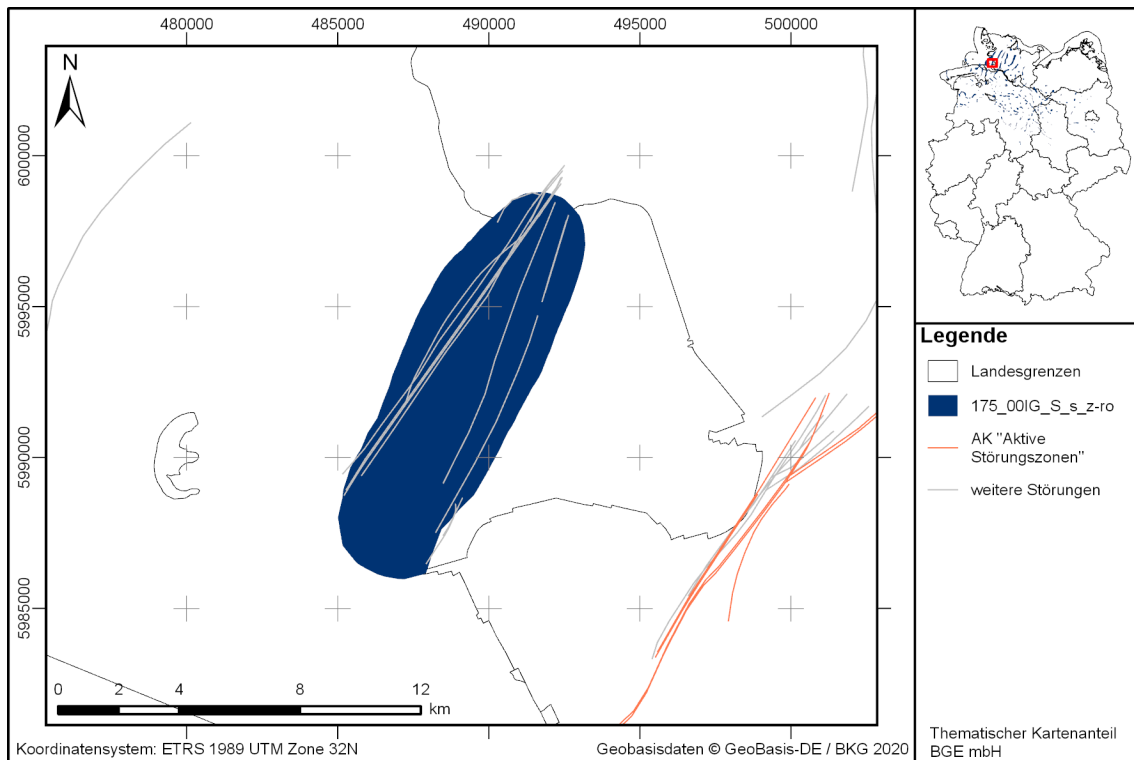 480000
485000
490000
495000
500000
N
6000000
5995000
5990000
5985000
0
2
4
8
12
km
Koordinatensystem: ETRS 1989 UTM Zone 32N
Geobasisdaten © GeoBasis-DE / BKG 2020
Legende
Landesgrenzen
175_00IG_S_s_z-ro
AK "Aktive
Störungszonen"
weitere Störungen
Thematischer Kartenanteil
BGE mbH